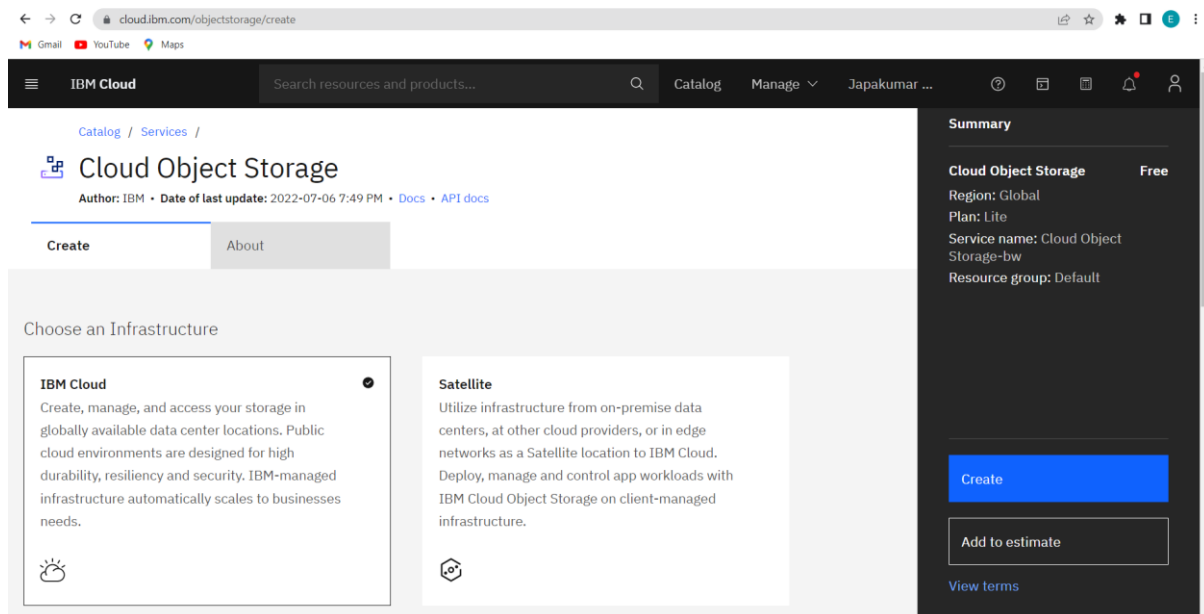 cloud.ibm.com/objectstorage/create
E
Gmail YouTube Maps
IBM Cloud Search resources and products... Catalog Manage Japakumar ...
Catalog / Services /
Cloud Object Storage
Author: IBM • Date of last update: 2022-07-06 7:49 PM • Docs • API docs
Create About
Choose an Infrastructure
IBM Cloud
Create, manage, and access your storage in
globally available data center locations. Public
cloud environments are designed for high
durability, resiliency and security. IBM-managed
infrastructure automatically scales to businesses
needs.
Satellite
Utilize infrastructure from on-premise data
centers, at other cloud providers, or in edge
networks as a Satellite location to IBM Cloud.
Deploy, manage and control app workloads with
IBM Cloud Object Storage on client-managed
infrastructure.
Summary
Cloud Object Storage Free
Region: Global
Plan: Lite
Service name: Cloud Object
Storage-bw
Resource group: Default
Create
Add to estimate
View terms